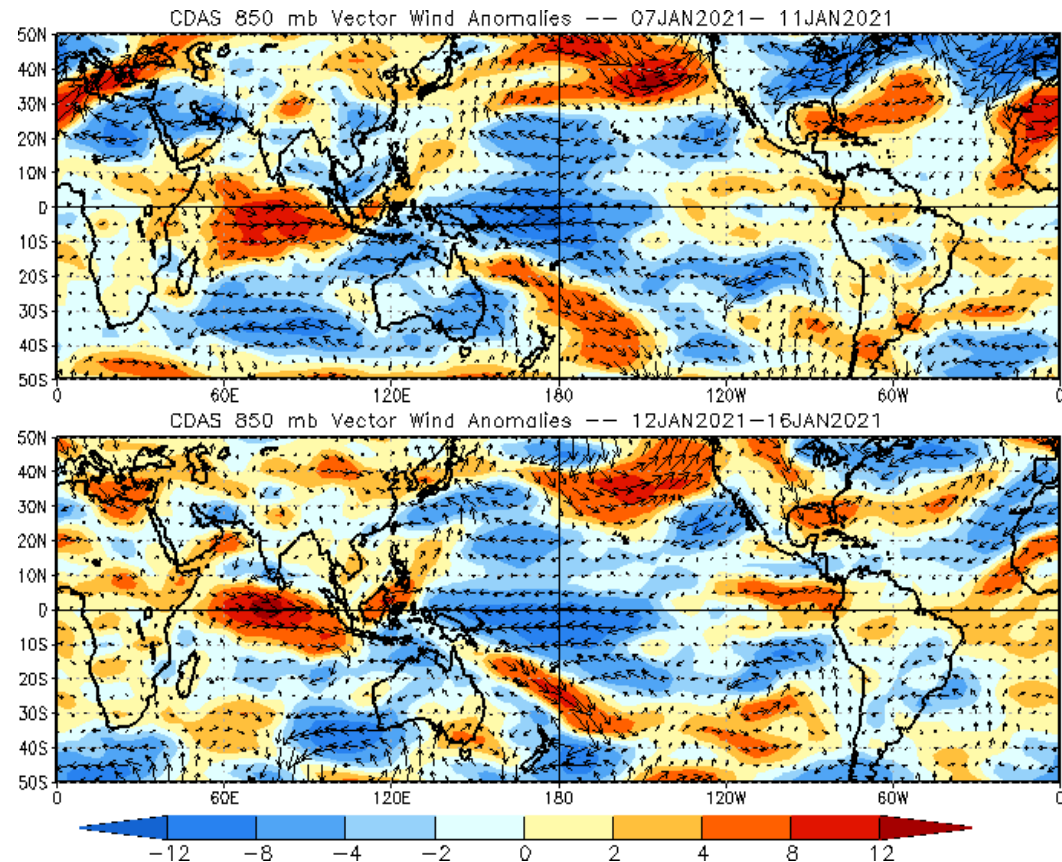 CDAS 850 mb Vector Wind Anomalies -- 07JAN2021- 11JAN2021
50N
40N
30N
20N
10N
0
10S
20S
30S
40S
50S
0 60E 120E 180 120W 60W 0
CDAS 850 mb Vector Wind Anomalies -- 12JAN2021-16JAN2021
50N
40N
30N
20N
10N
0
10S
20S
30S
40S
50S
0 60E 120E 180 120W 60W 0
-12 -8 -4 -2 0 2 4 8 12